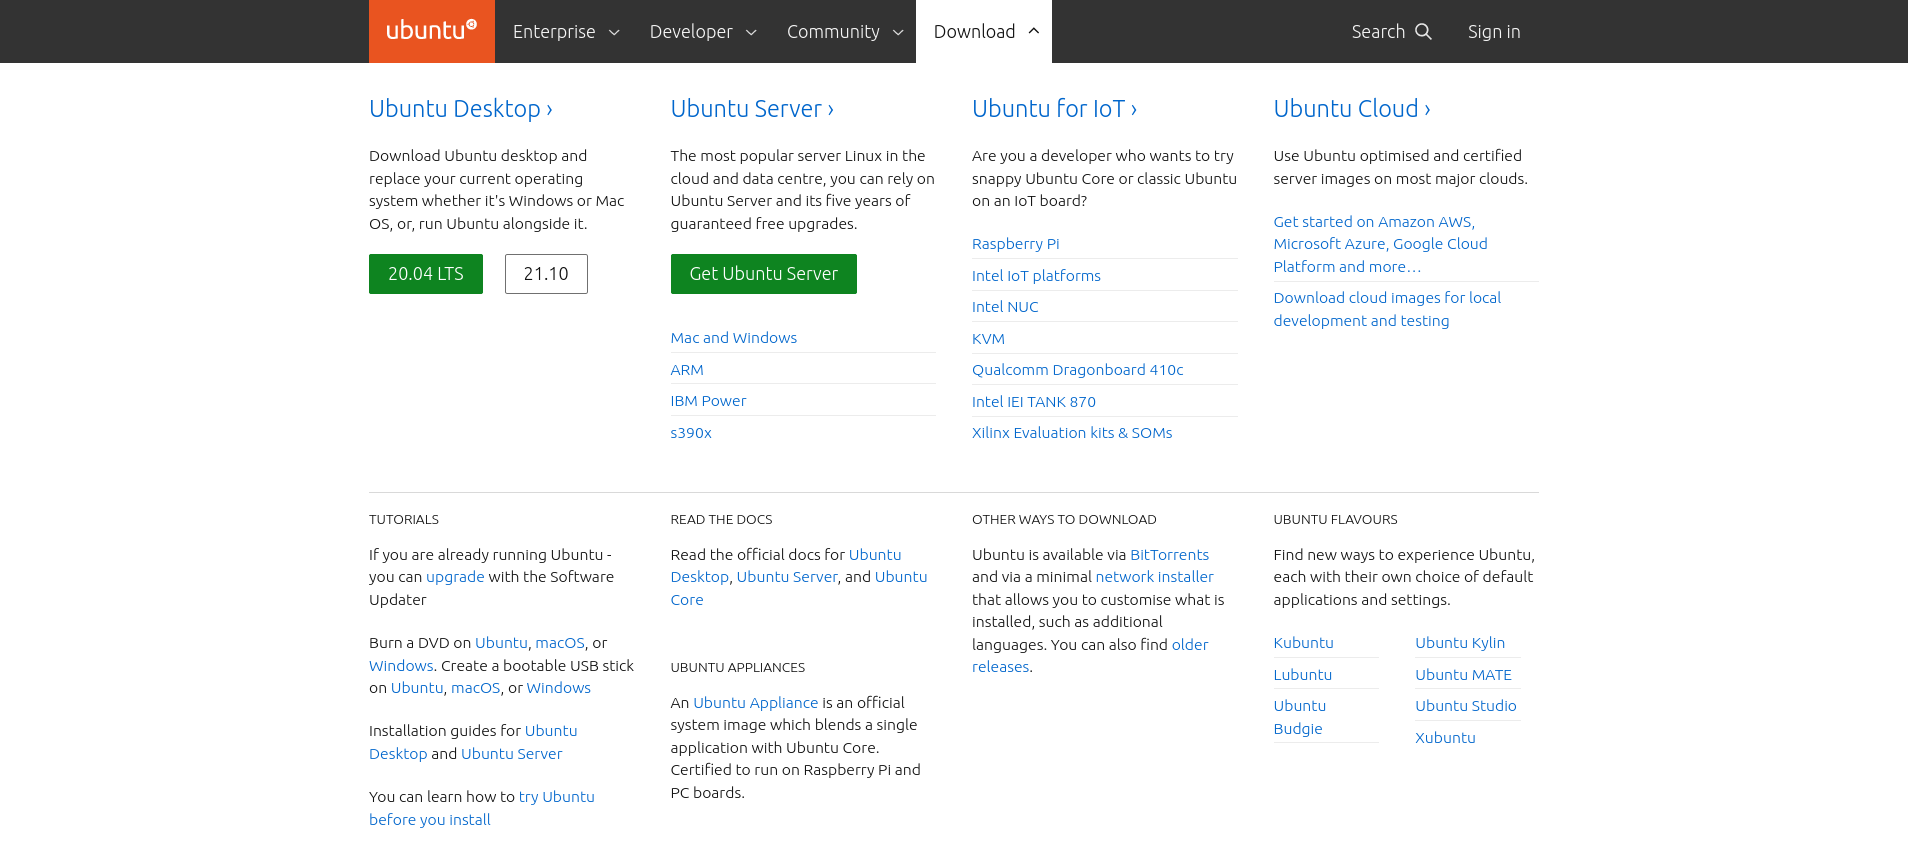 ubuntu
Enterprise
Developer
Community
Download
Search
Sign in
Ubuntu Desktop ›
Download Ubuntu desktop and
replace your current operating
system whether it's Windows or Mac
OS, or, run Ubuntu alongside it.
20.04 LTS
21.10
Ubuntu Server ›
The most popular server Linux in the
cloud and data centre, you can rely on
Ubuntu Server and its five years of
guaranteed free upgrades.
Get Ubuntu Server
Mac and Windows
ARM
IBM Power
s390x
Ubuntu for IoT ›
Are you a developer who wants to try
snappy Ubuntu Core or classic Ubuntu
on an IoT board?
Raspberry Pi
Intel IoT platforms
Intel NUC
KVM
Qualcomm Dragonboard 410c
Intel IEI TANK 870
Xilinx Evaluation kits & SOMs
Ubuntu Cloud ›
Use Ubuntu optimised and certified
server images on most major clouds.
Get started on Amazon AWS,
Microsoft Azure, Google Cloud
Platform and more…
Download cloud images for local
development and testing
TUTORIALS
If you are already running Ubuntu -
you can upgrade with the Software
Updater
Burn a DVD on Ubuntu, macOS, or
Windows. Create a bootable USB stick
on Ubuntu, macOS, or Windows
Installation guides for Ubuntu
Desktop and Ubuntu Server
You can learn how to try Ubuntu
before you install
READ THE DOCS
Read the official docs for Ubuntu
Desktop, Ubuntu Server, and Ubuntu
Core
UBUNTU APPLIANCES
An Ubuntu Appliance is an official
system image which blends a single
application with Ubuntu Core.
Certified to run on Raspberry Pi and
PC boards.
OTHER WAYS TO DOWNLOAD
Ubuntu is available via BitTorrents
and via a minimal network installer
that allows you to customise what is
installed, such as additional
languages. You can also find older
releases.
UBUNTU FLAVOURS
Find new ways to experience Ubuntu,
each with their own choice of default
applications and settings.
Kubuntu
Lubuntu
Ubuntu
Budgie
Ubuntu Kylin
Ubuntu MATE
Ubuntu Studio
Xubuntu